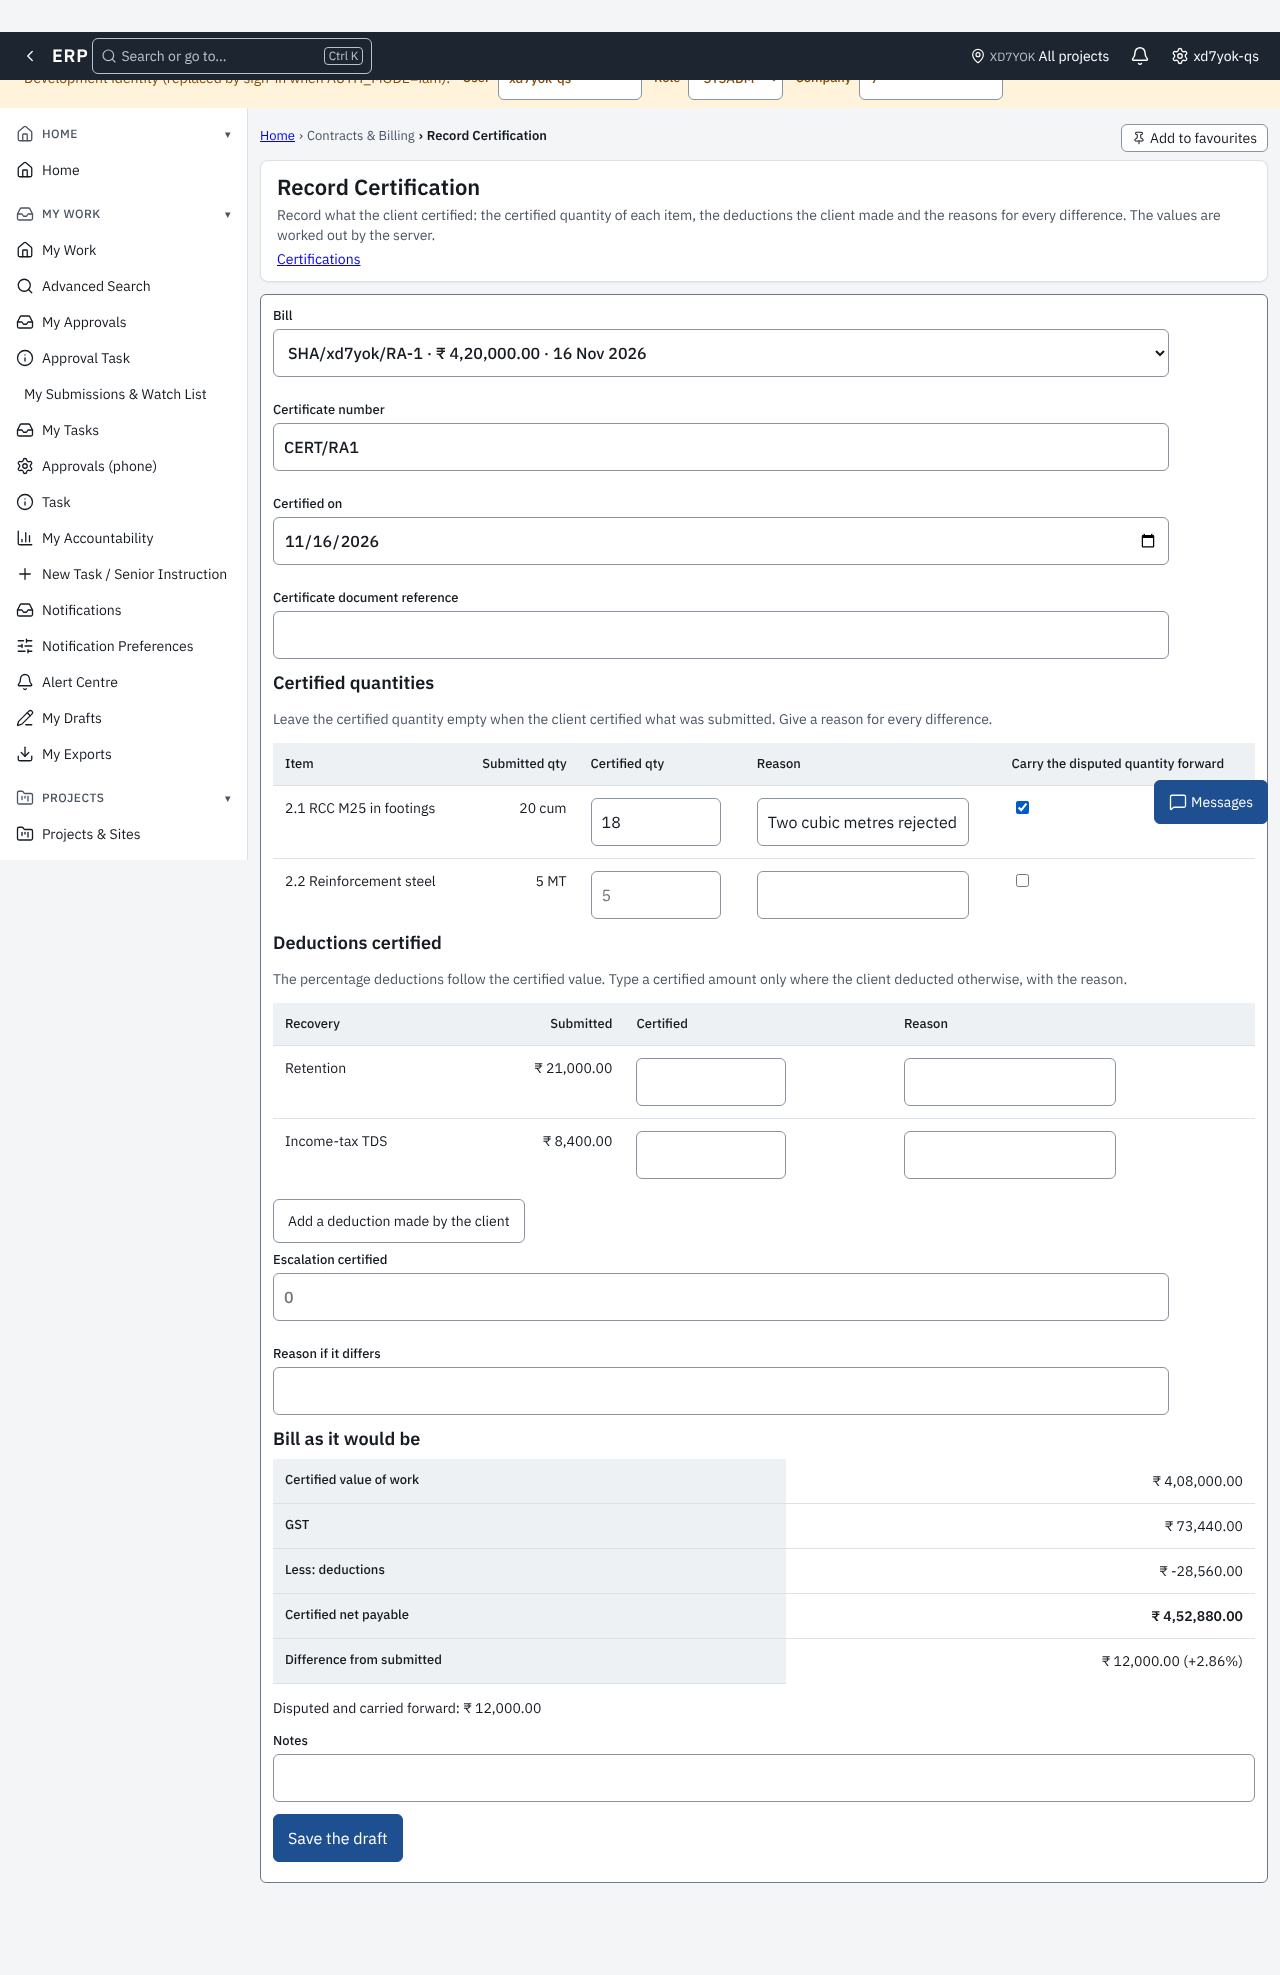 ERP
Search or go to...
Ctrl K
XD7YOK All projects
xd7yok-qs
HOME
Home
MY WORK
My Work
Advanced Search
My Approvals
Approval Task
My Submissions & Watch List
My Tasks
Approvals (phone)
Task
My Accountability
New Task / Senior Instruction
Notifications
Notification Preferences
Alert Centre
My Drafts
My Exports
PROJECTS
Projects & Sites
Home › Contracts & Billing › Record Certification
Add to favourites
Record Certification
Record what the client certified: the certified quantity of each item, the deductions the client made and the reasons for every difference. The values are
worked out by the server.
Certifications
Bill
SHA/xd7yok/RA-1 · ₹ 4,20,000.00 · 16 Nov 2026
Certificate number
CERT/RA1
Certified on
11/16/2026
Certificate document reference
Certified quantities
Leave the certified quantity empty when the client certified what was submitted. Give a reason for every difference.
Item Submitted qty Certified qty Reason Carry the disputed quantity forward
2.1 RCC M25 in footings 20 cum 18 Two cubic metres rejected
Messages
2.2 Reinforcement steel 5 MT 5
Deductions certified
The percentage deductions follow the certified value. Type a certified amount only where the client deducted otherwise, with the reason.
Recovery Submitted Certified Reason
Retention ₹ 21,000.00
Income-tax TDS ₹ 8,400.00
Add a deduction made by the client
Escalation certified
0
Reason if it differs
Bill as it would be
Certified value of work ₹ 4,08,000.00
GST ₹ 73,440.00
Less: deductions ₹ -28,560.00
Certified net payable ₹ 4,52,880.00
Difference from submitted ₹ 12,000.00 (+2.86%)
Disputed and carried forward: ₹ 12,000.00
Notes
Save the draft